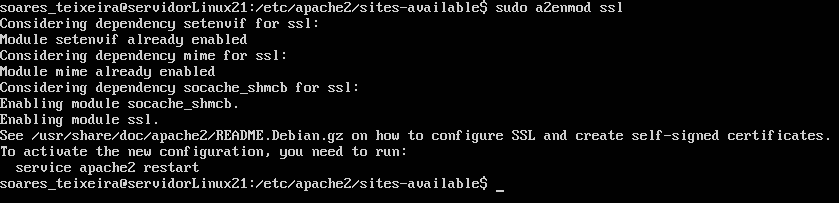 soares_teixeira@servidorLinux21:/etc/apache2/sites-available$ sudo a2enmod ssl
Considering dependency setenvif for ssl:
Module setenvif already enabled
Considering dependency mime for ssl:
Module mime already enabled
Considering dependency socache_shmcb for ssl:
Enabling module socache_shmcb.
Enabling module ssl.
See /usr/share/doc/apache2/README.Debian.gz on how to configure SSL and create self-signed certificates.
To activate the new configuration, you need to run:
  service apache2 restart
soares_teixeira@servidorLinux21:/etc/apache2/sites-available$ _